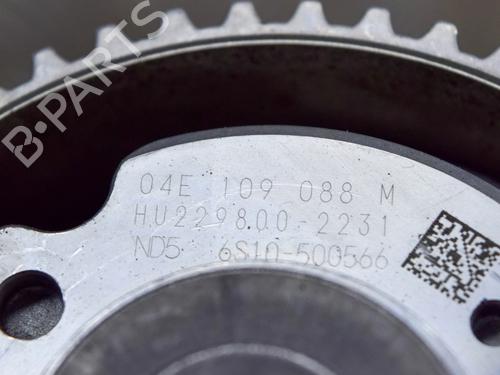 B-PARTS
04E 109 088 M
HU229800-2231
ND5 6S10-500566